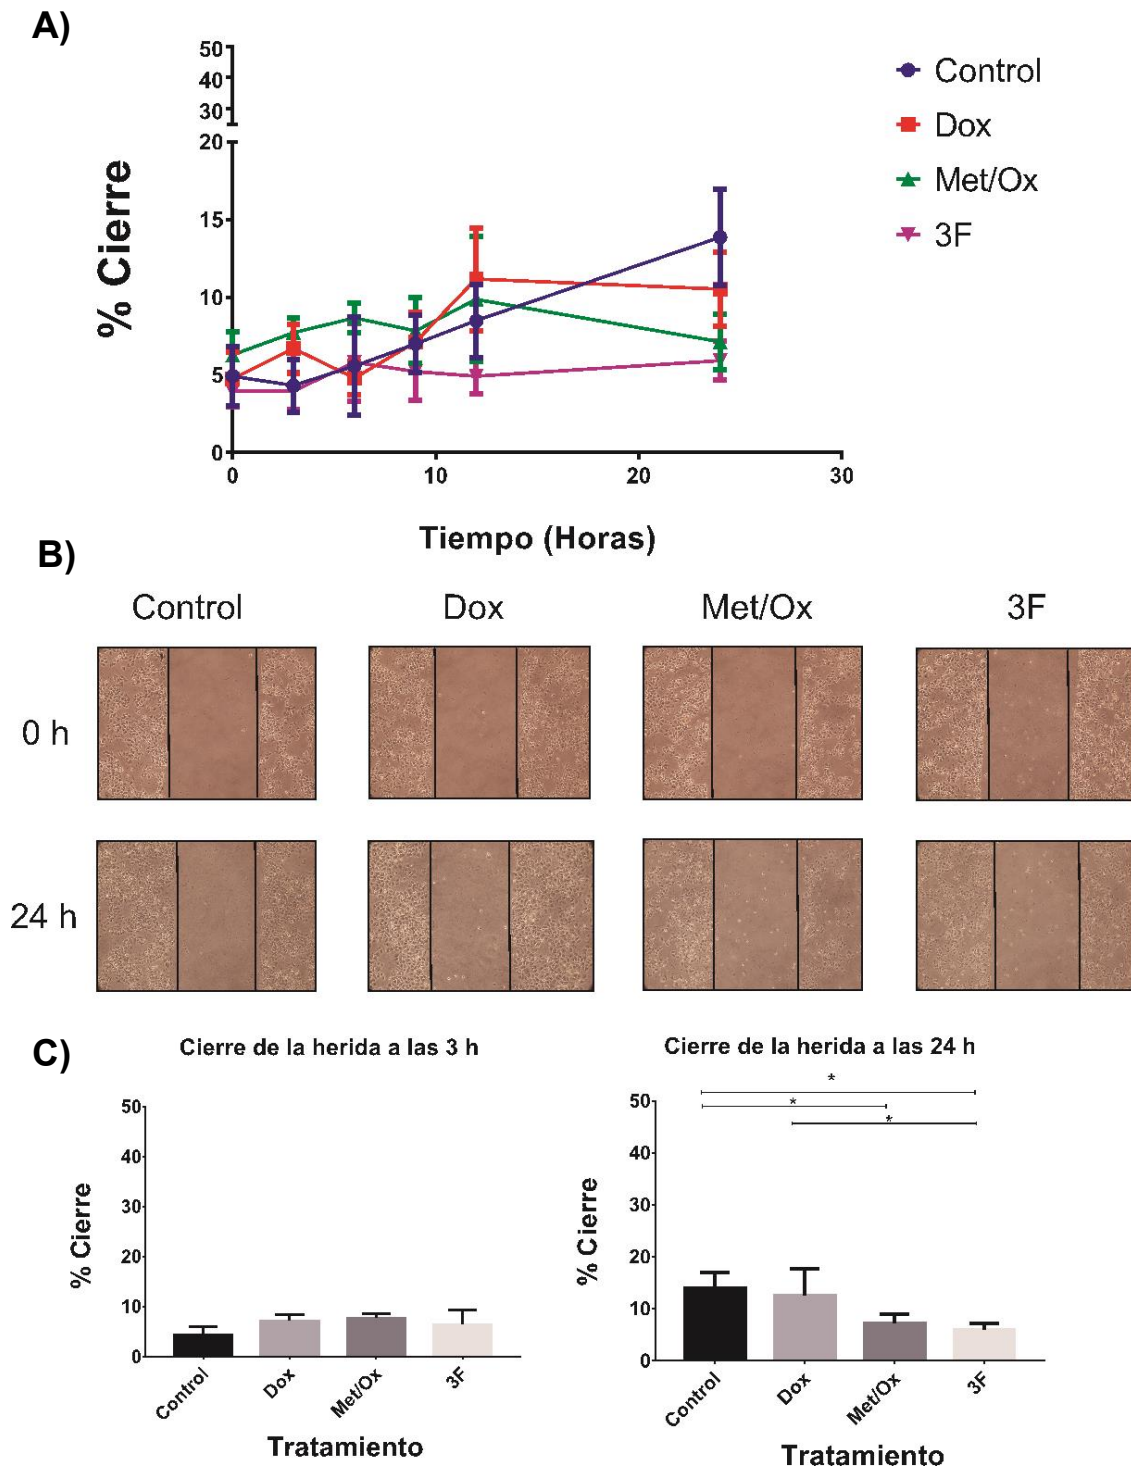 A)
50
40
30
20
15
10
5
0
% Cierre
0 10 20 30
Tiempo (Horas)
Control
Dox
Met/Ox
3F
B)
Control Dox Met/Ox 3F
0 h
24 h
C)
Cierre de la herida a las 3 h
50
40
30
20
10
0
% Cierre
Control Dox Met/Ox 3F
Tratamiento
Cierre de la herida a las 24 h
*
*
*
50
40
30
20
10
0
% Cierre
Control Dox Met/Ox 3F
Tratamiento